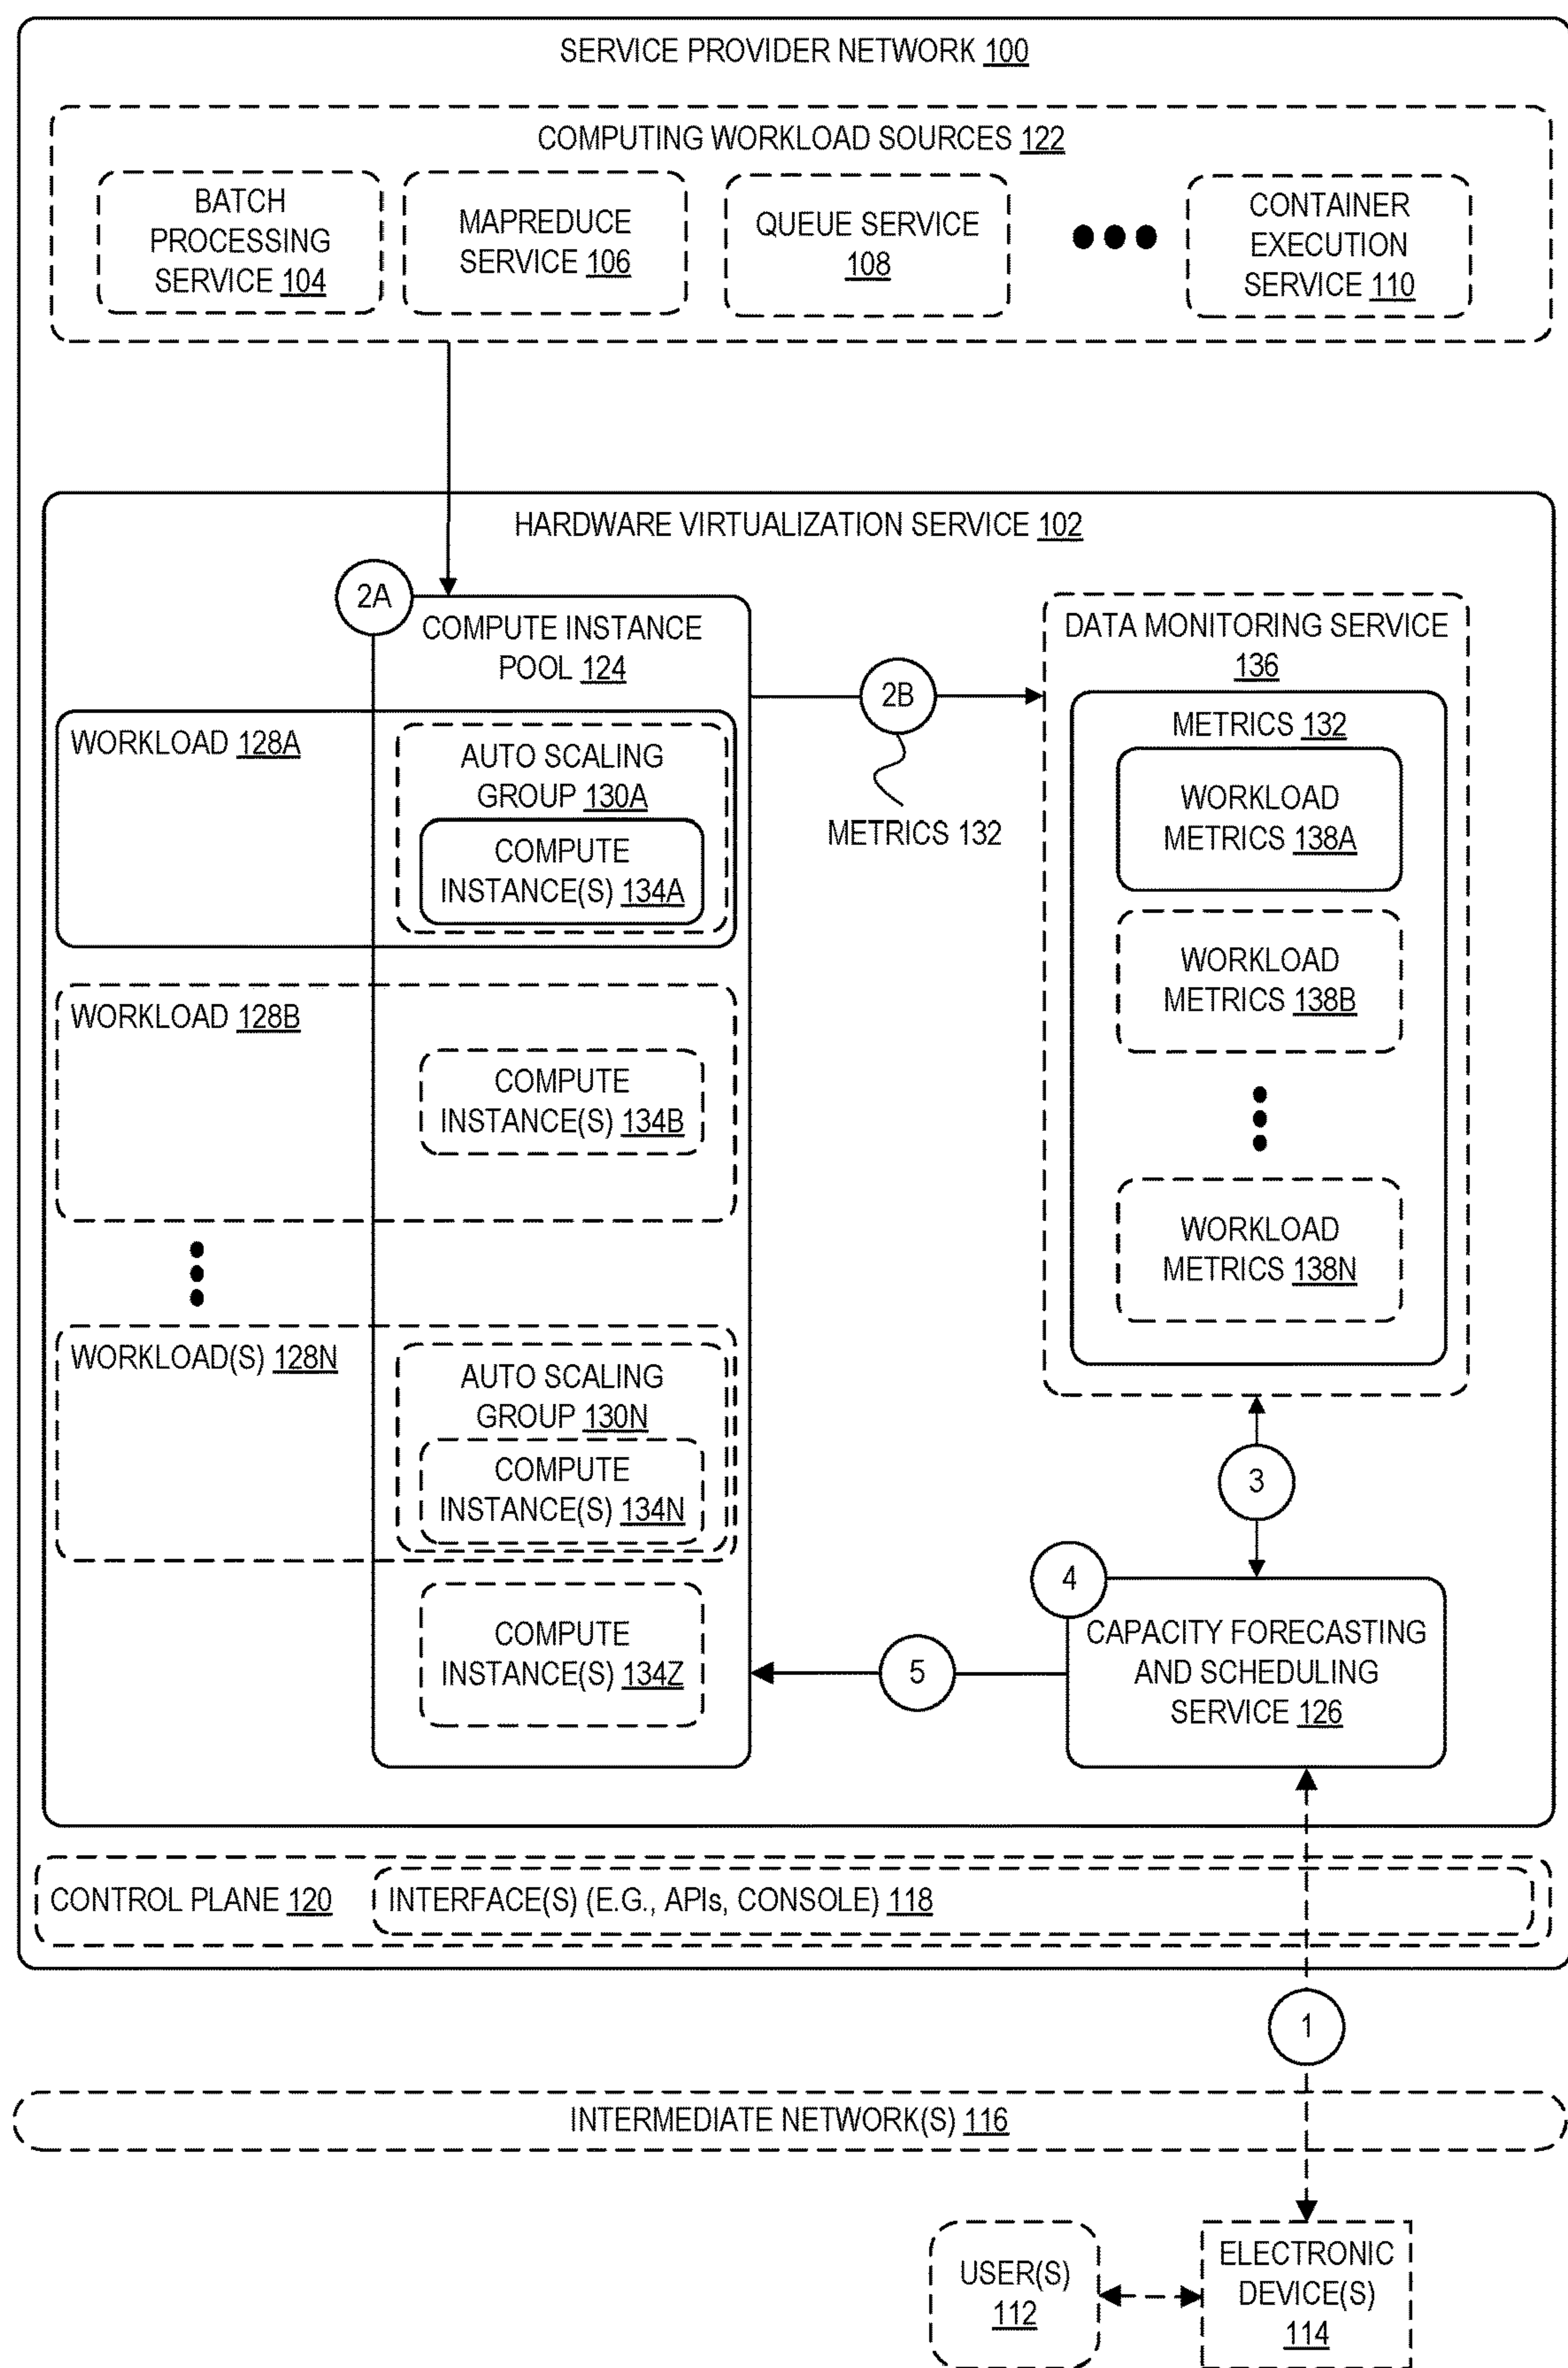 SERVICE PROVIDER NETWORK 100
COMPUTING WORKLOAD SOURCES 122
BATCH
PROCESSING
SERVICE 104
MAPREDUCE
SERVICE 106
QUEUE SERVICE
108
CONTAINER
EXECUTION
SERVICE 110
HARDWARE VIRTUALIZATION SERVICE 102
2A
COMPUTE INSTANCE
POOL 124
WORKLOAD 128A
AUTO SCALING
GROUP 130A
COMPUTE
INSTANCE(S) 134A
WORKLOAD 128B
COMPUTE
INSTANCE(S) 134B
WORKLOAD(S) 128N
AUTO SCALING
GROUP 130N
COMPUTE
INSTANCE(S) 134N
COMPUTE
INSTANCE(S) 134Z
2B
METRICS 132
DATA MONITORING SERVICE
136
METRICS 132
WORKLOAD
METRICS 138A
WORKLOAD
METRICS 138B
WORKLOAD
METRICS 138N
3
4
CAPACITY FORECASTING
AND SCHEDULING
SERVICE 126
5
CONTROL PLANE 120
INTERFACE(S) (E.G., APIs, CONSOLE) 118
1
INTERMEDIATE NETWORK(S) 116
USER(S)
112
ELECTRONIC
DEVICE(S)
114